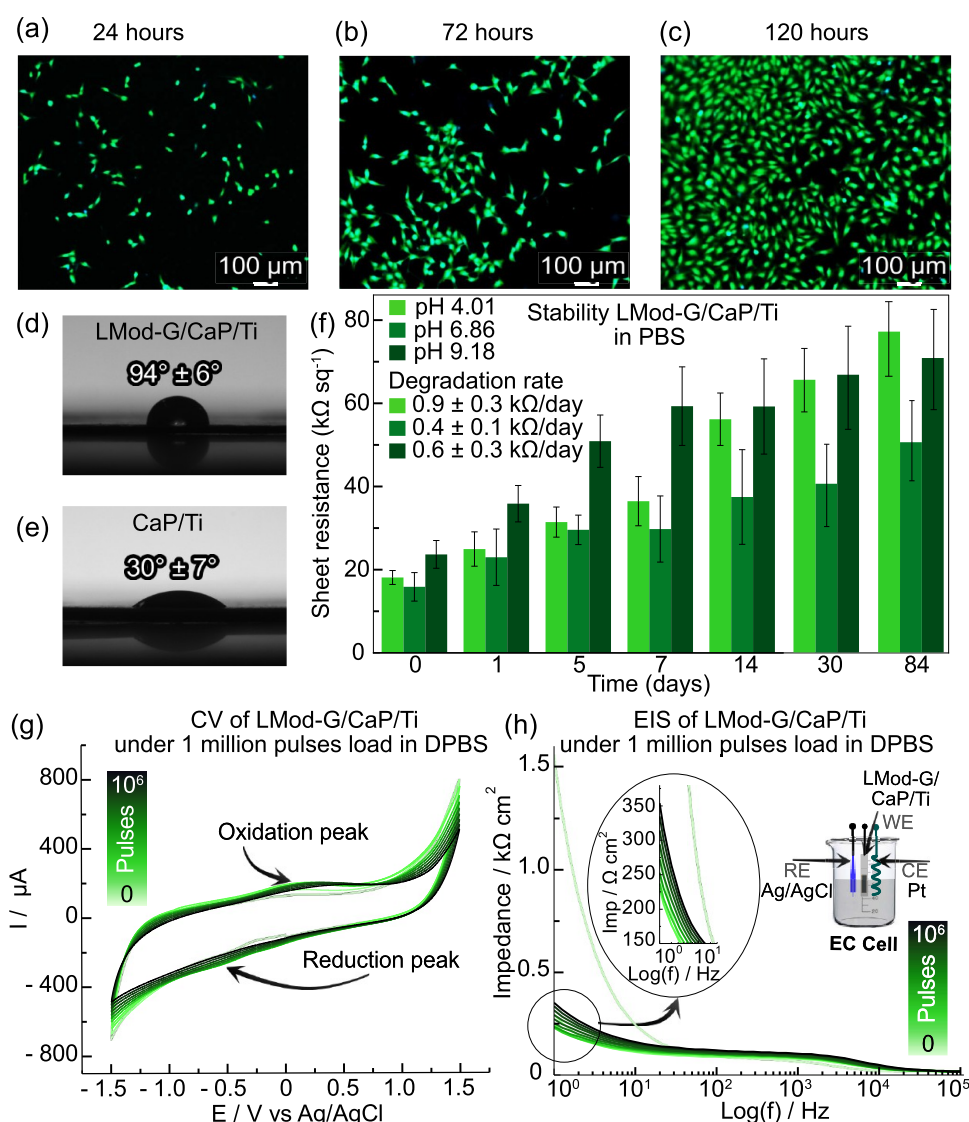 (a) 24 hours
(b) 72 hours
(c) 120 hours
100 µm
100 µm
100 µm
(d)
LMod-G/CaP/Ti
94° ± 6°
(e)
CaP/Ti
30° ± 7°
(f)
Stability LMod-G/CaP/Ti
in PBS
pH 4.01
pH 6.86
pH 9.18
Degradation rate
0.9 ± 0.3 kΩ/day
0.4 ± 0.1 kΩ/day
0.6 ± 0.3 kΩ/day
Sheet resistance (kΩ sq⁻¹)
80
60
40
20
0
0 1 5 7 14 30 84
Time (days)
(g)
CV of LMod-G/CaP/Ti
under 1 million pulses load in DPBS
I / µA
800
400
0
- 400
- 800
10⁶
Pulses
0
Oxidation peak
Reduction peak
- 1.5 - 1.0 - 0.5 0 0.5 1.0 1.5
E / V vs Ag/AgCl
(h)
EIS of LMod-G/CaP/Ti
under 1 million pulses load in DPBS
Impedance / kΩ cm²
1.5
1.0
0.5
0
Imp / Ω cm²
350
300
250
200
150
10⁰ 10¹
Log(f) / Hz
LMod-G/
CaP/Ti
WE
RE
Ag/AgCl
CE
Pt
EC Cell
10⁶
Pulses
0
10⁰ 10¹ 10² 10³ 10⁴ 10⁵
Log(f) / Hz